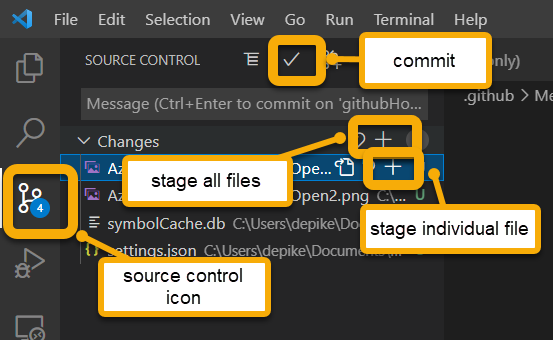 File Edit Selection View Go Run Terminal Help
SOURCE CONTROL
commit
only)
Message (Ctrl+Enter to commit on 'githubHo...
.github > Me
Changes
Az Ope...
stage all files
Az Open2.png C:\... U
stage individual file
4
symbolCache.db C:\Users\depike\Documents\...
settings.json C:\Users\depike\Documents\...
source control
icon